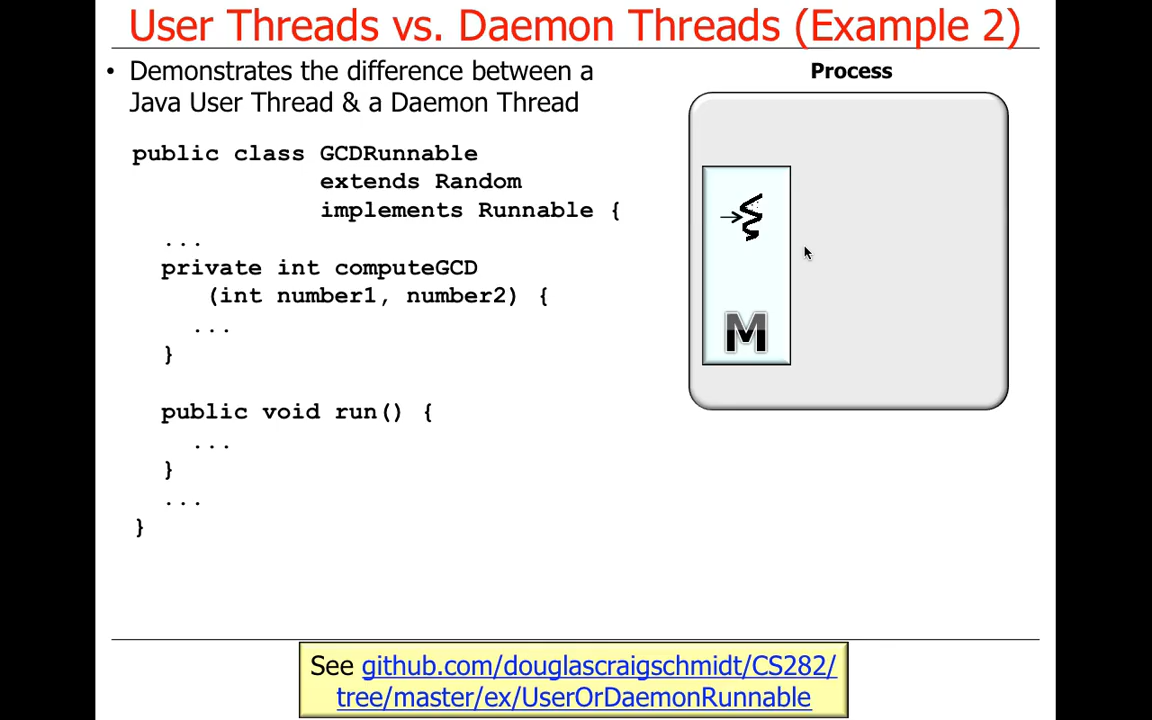 User Threads vs. Daemon Threads (Example 2)
• Demonstrates the difference between a
Java User Thread & a Daemon Thread
public class GCDRunnable
extends Random
implements Runnable {
...
private int computeGCD
(int number1, number2) {
...
}
public void run() {
...
}
...
}
Process
M
See github.com/douglascraigschmidt/CS282/
tree/master/ex/UserOrDaemonRunnable